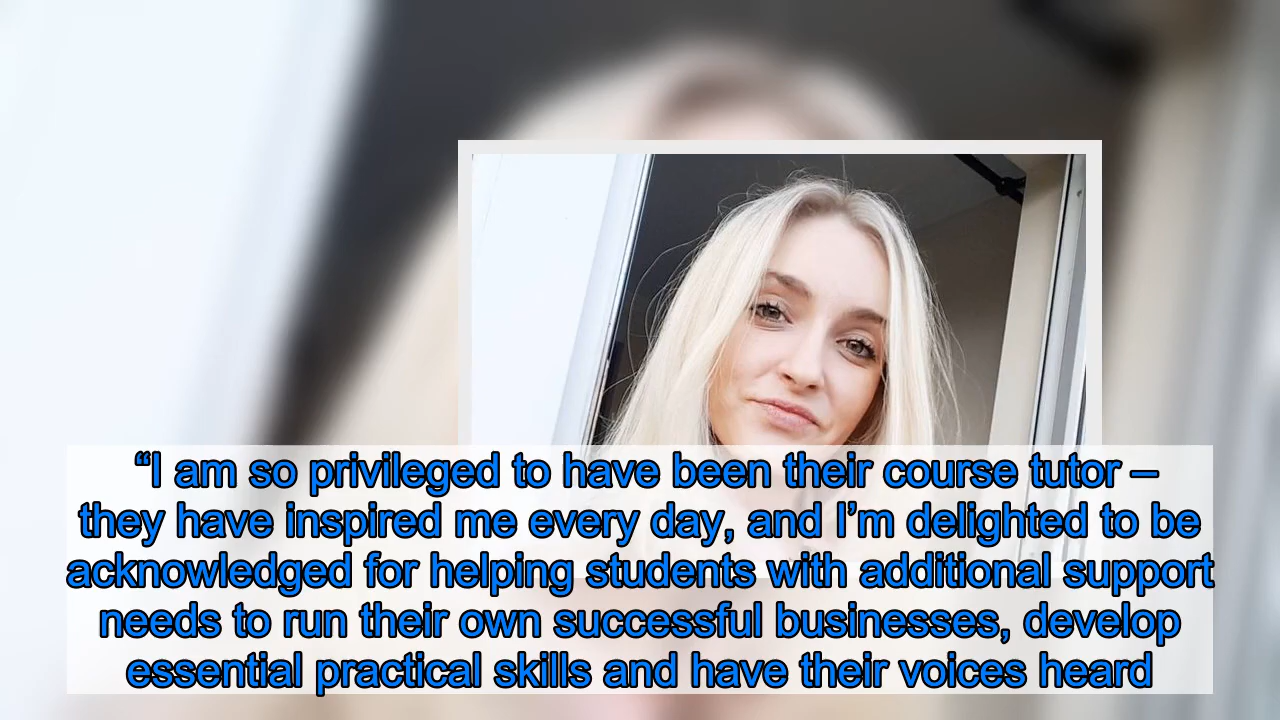 “I am so privileged to have been their course tutor –
they have inspired me every day, and I’m delighted to be
acknowledged for helping students with additional support
needs to run their own successful businesses, develop
essential practical skills and have their voices heard